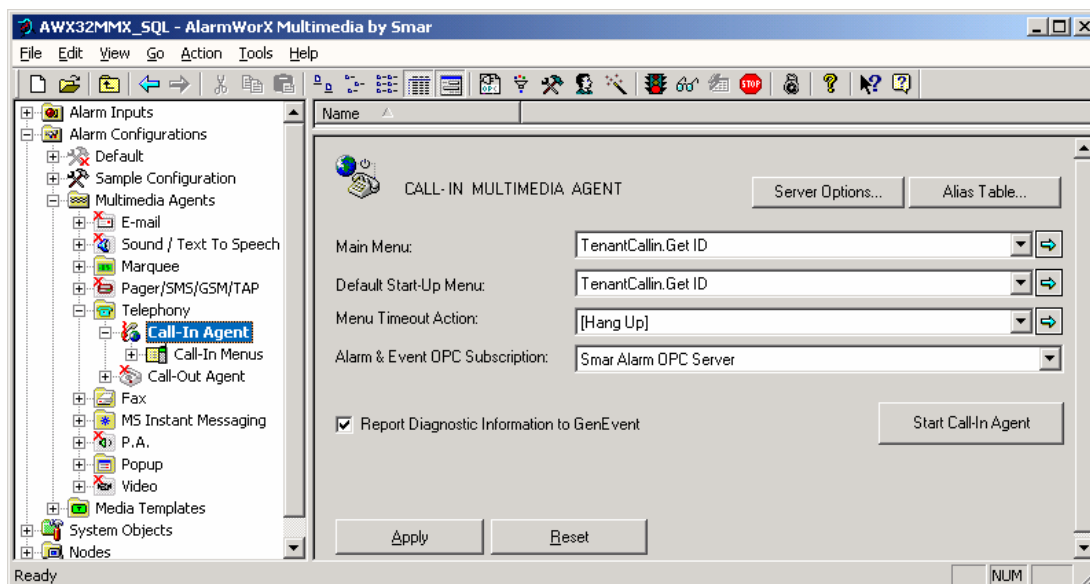 AWX32MMX_SQL - AlarmWorX Multimedia by Smar
File Edit View Go Action Tools Help
OPC
STOP
Alarm Inputs
Alarm Configurations
Default
Sample Configuration
Multimedia Agents
E-mail
Sound / Text To Speech
Marquee
Pager/SMS/GSM/TAP
Telephony
Call-In Agent
Call-In Menus
Call-Out Agent
Fax
MS Instant Messaging
P.A.
Popup
Video
Media Templates
System Objects
Nodes
Name
CALL-IN MULTIMEDIA AGENT
Server Options...
Alias Table...
Main Menu:
TenantCallin.Get ID
Default Start-Up Menu:
TenantCallin.Get ID
Menu Timeout Action:
[Hang Up]
Alarm & Event OPC Subscription:
Smar Alarm OPC Server
Report Diagnostic Information to GenEvent
Start Call-In Agent
Apply
Reset
Ready
NUM